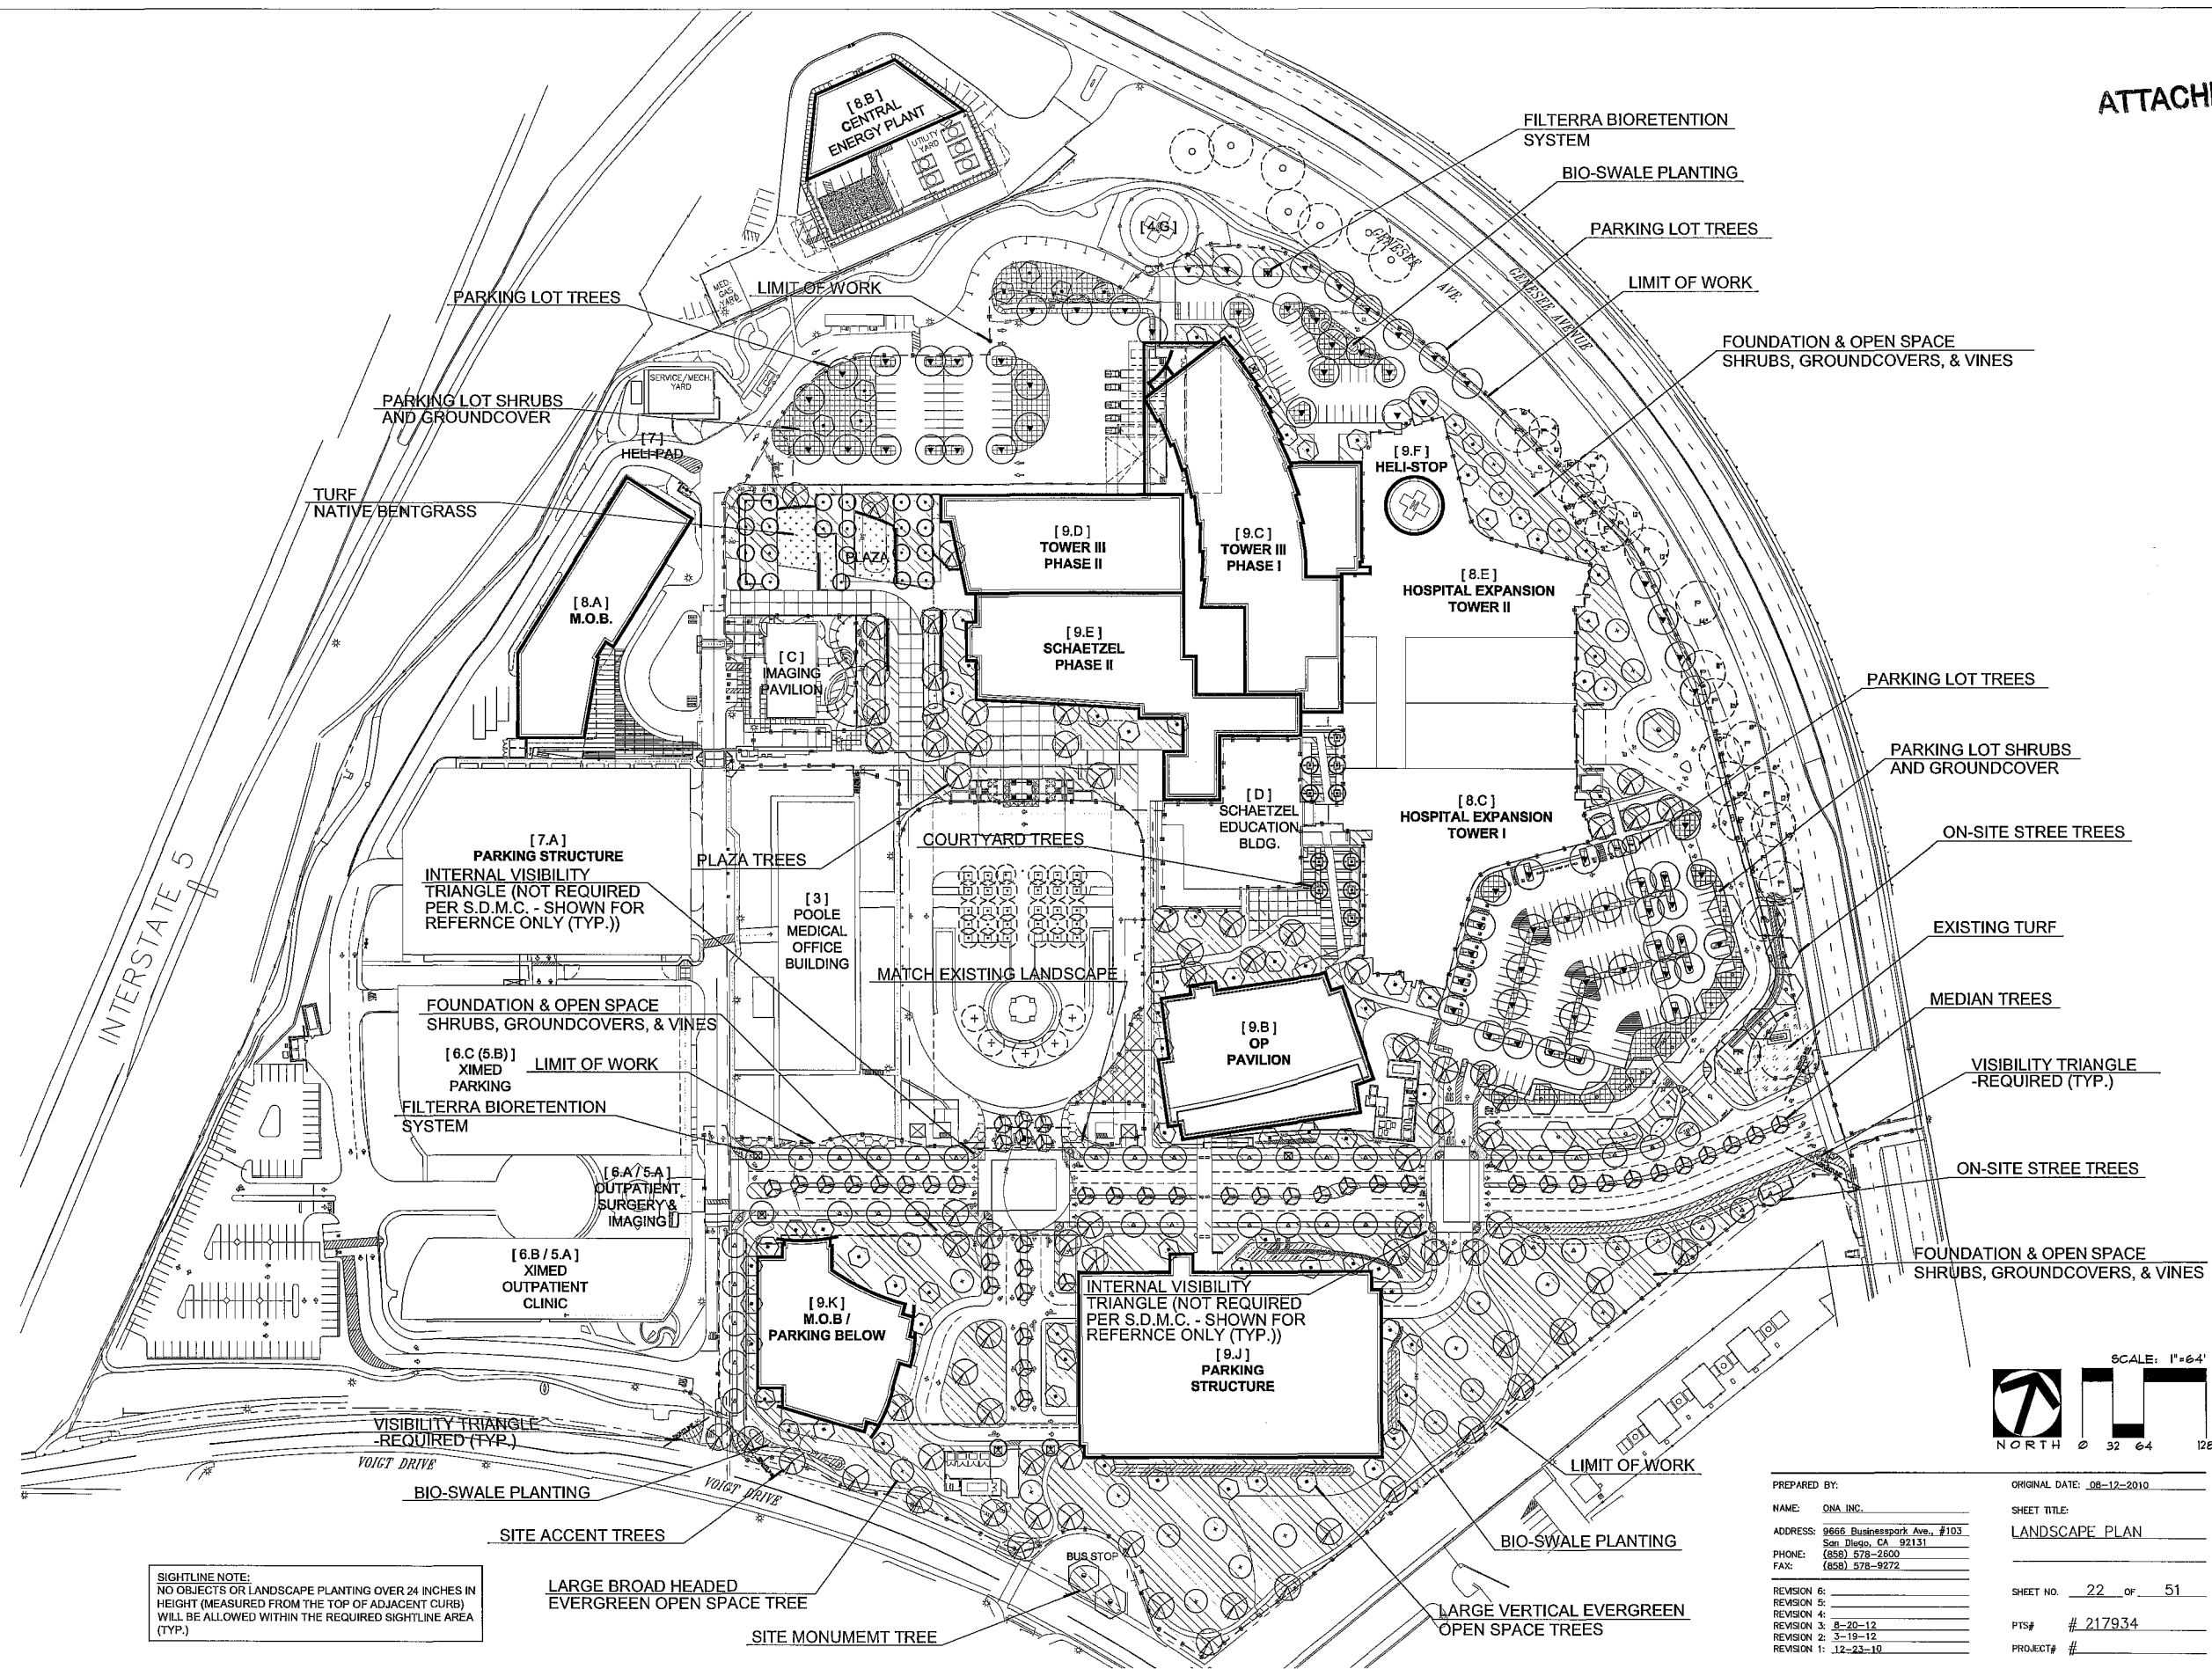 ATTACH
[ 8.B ]
CENTRAL
ENERGY PLANT
UTILITY
YARD
FILTERRA BIORETENTION
SYSTEM
BIO-SWALE PLANTING
PARKING LOT TREES
LIMIT OF WORK
FOUNDATION & OPEN SPACE
SHRUBS, GROUNDCOVERS, & VINES
[ 4.G ]
GENESEE
AVE.
GENESEE AVENUE
MED.
GAS
YARD
LIMIT OF WORK
PARKING LOT TREES
SERVICE/MECH.
YARD
PARKING LOT SHRUBS
AND GROUNDCOVER
[ 7 ]
HELI-PAD
TURF
NATIVE BENTGRASS
PLAZA
[ 9.F ]
HELI-STOP
[ 9.D ]
TOWER III
PHASE II
[ 9.C ]
TOWER III
PHASE I
[ 8.E ]
HOSPITAL EXPANSION
TOWER II
[ 8.A ]
M.O.B.
[ 9.E ]
SCHAETZEL
PHASE II
[ C ]
IMAGING
PAVILION
PARKING LOT TREES
PARKING LOT SHRUBS
AND GROUNDCOVER
[ D ]
SCHAETZEL
EDUCATION
BLDG.
[ 8.C ]
HOSPITAL EXPANSION
TOWER I
ON-SITE STREE TREES
COURTYARD TREES
PLAZA TREES
[ 7.A ]
PARKING STRUCTURE
INTERNAL VISIBILITY
TRIANGLE (NOT REQUIRED
PER S.D.M.C. - SHOWN FOR
REFERNCE ONLY (TYP.))
INTERSTATE 5
[ 3 ]
POOLE
MEDICAL
OFFICE
BUILDING
MATCH EXISTING LANDSCAPE
EXISTING TURF
MEDIAN TREES
FOUNDATION & OPEN SPACE
SHRUBS, GROUNDCOVERS, & VINES
[ 9.B ]
OP
PAVILION
[ 6.C (5.B) ]
XIMED
PARKING
LIMIT OF WORK
VISIBILITY TRIANGLE
-REQUIRED (TYP.)
FILTERRA BIORETENTION
SYSTEM
[ 6.A / 5.A ]
OUTPATIENT
SURGERY &
IMAGING
ON-SITE STREE TREES
[ 6.B / 5.A ]
XIMED
OUTPATIENT
CLINIC
FOUNDATION & OPEN SPACE
SHRUBS, GROUNDCOVERS, & VINES
[ 9.K ]
M.O.B /
PARKING BELOW
INTERNAL VISIBILITY
TRIANGLE (NOT REQUIRED
PER S.D.M.C. - SHOWN FOR
REFERNCE ONLY (TYP.))
[ 9.J ]
PARKING
STRUCTURE
VISIBILITY TRIANGLE
-REQUIRED (TYP.)
VOIGT DRIVE
VOIGT DRIVE
BIO-SWALE PLANTING
SITE ACCENT TREES
LARGE BROAD HEADED
EVERGREEN OPEN SPACE TREE
SITE MONUMEMT TREE
BUS STOP
LIMIT OF WORK
BIO-SWALE PLANTING
LARGE VERTICAL EVERGREEN
OPEN SPACE TREES
SIGHTLINE NOTE:
NO OBJECTS OR LANDSCAPE PLANTING OVER 24 INCHES IN
HEIGHT (MEASURED FROM THE TOP OF ADJACENT CURB)
WILL BE ALLOWED WITHIN THE REQUIRED SIGHTLINE AREA
(TYP.)
SCALE: 1"=64'
NORTH 0 32 64 128
PREPARED BY:
NAME: ONA INC.
ADDRESS: 9666 Businesspark Ave., #103
San Diego, CA 92131
PHONE: (858) 578-2600
FAX: (858) 578-9272
REVISION 6:
REVISION 5:
REVISION 4:
REVISION 3: 8-20-12
REVISION 2: 3-19-12
REVISION 1: 12-23-10
ORIGINAL DATE: 08-12-2010
SHEET TITLE:
LANDSCAPE PLAN
SHEET NO. 22 OF 51
PTS# # 217934
PROJECT# #